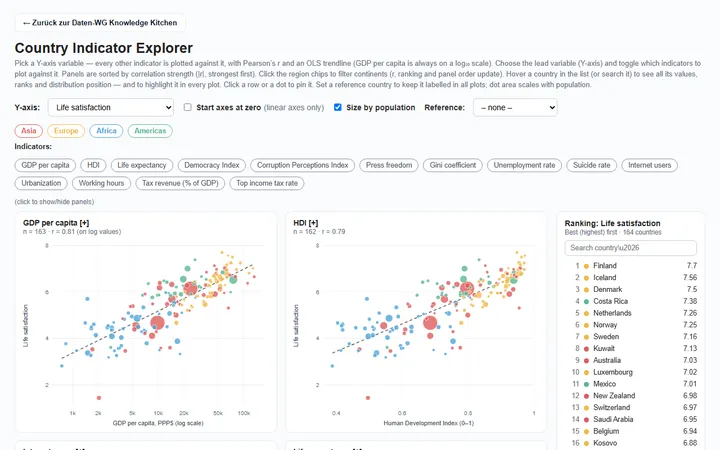 ← Zurück zur Daten-WG Knowledge Kitchen
Country Indicator Explorer
Pick a Y-axis variable — every other indicator is plotted against it, with Pearson's r and an OLS trendline (GDP per capita is always on a log₁₀ scale). Choose the lead variable (Y-axis) and toggle which indicators to
plot against it. Panels are sorted by correlation strength (|r|, strongest first). Click the region chips to filter continents (r, ranking and panel order update). Hover a country in the list (or search it) to see all its values,
ranks and distribution position — and to highlight it in every plot. Click a row or a dot to pin it. Set a reference country to keep it labelled in all plots; dot area scales with population.
Y-axis: Life satisfaction Start axes at zero (linear axes only) Size by population Reference: – none –
Asia Europe Africa Americas
Indicators:
GDP per capita HDI Life expectancy Democracy Index Corruption Perceptions Index Press freedom Gini coefficient Unemployment rate Suicide rate Internet users
Urbanization Working hours Tax revenue (% of GDP) Top income tax rate
(click to show/hide panels)
GDP per capita [+]
n = 163 · r = 0.81 (on log values)
8
6
4
2
Life satisfaction
1k 2k 5k 10k 20k 50k 100k
GDP per capita, PPP$ (log scale)
HDI [+]
n = 162 · r = 0.79
8
6
4
2
Life satisfaction
0.4 0.6 0.8 1
Human Development Index (0–1)
Ranking: Life satisfaction
Best (highest) first · 164 countries
Search country\u2026
1 Finland 7.7
2 Iceland 7.56
3 Denmark 7.5
4 Costa Rica 7.38
5 Netherlands 7.26
6 Norway 7.25
7 Sweden 7.16
8 Kuwait 7.13
9 Australia 7.03
10 Luxembourg 7.02
11 Mexico 7.01
12 New Zealand 6.98
13 Switzerland 6.97
14 Saudi Arabia 6.95
15 Belgium 6.94
16 Kosovo 6.88